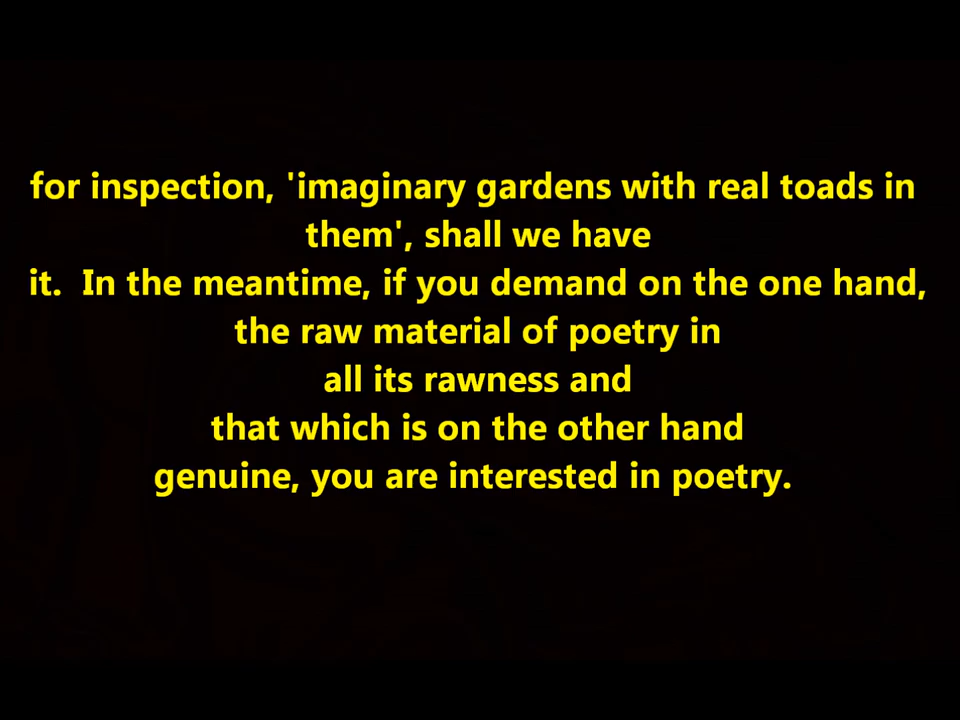 for inspection, 'imaginary gardens with real toads in
them', shall we have
it.  In the meantime, if you demand on the one hand,
the raw material of poetry in
all its rawness and
that which is on the other hand
genuine, you are interested in poetry.